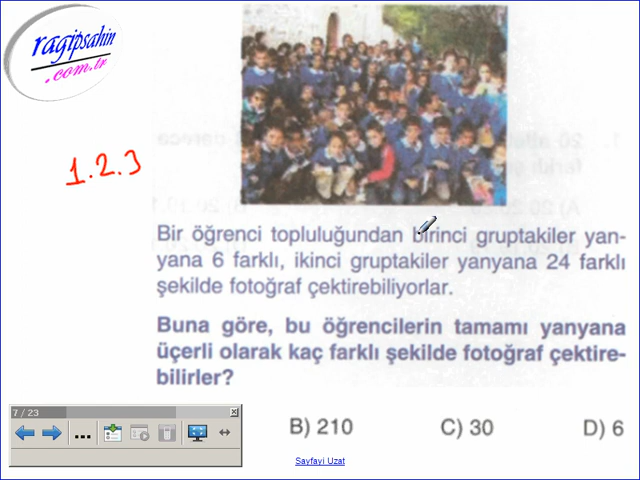 ragipsahin
.com.tr
1.2.3
Bir öğrenci topluluğundan birinci gruptakiler yan-
yana 6 farklı, ikinci gruptakiler yanyana 24 farklı
şekilde fotoğraf çektirebiliyorlar.
Buna göre, bu öğrencilerin tamamı yanyana
üçerli olarak kaç farklı şekilde fotoğraf çektire-
bilirler?
7 / 23
B) 210 C) 30 D) 6
Sayfayi Uzat